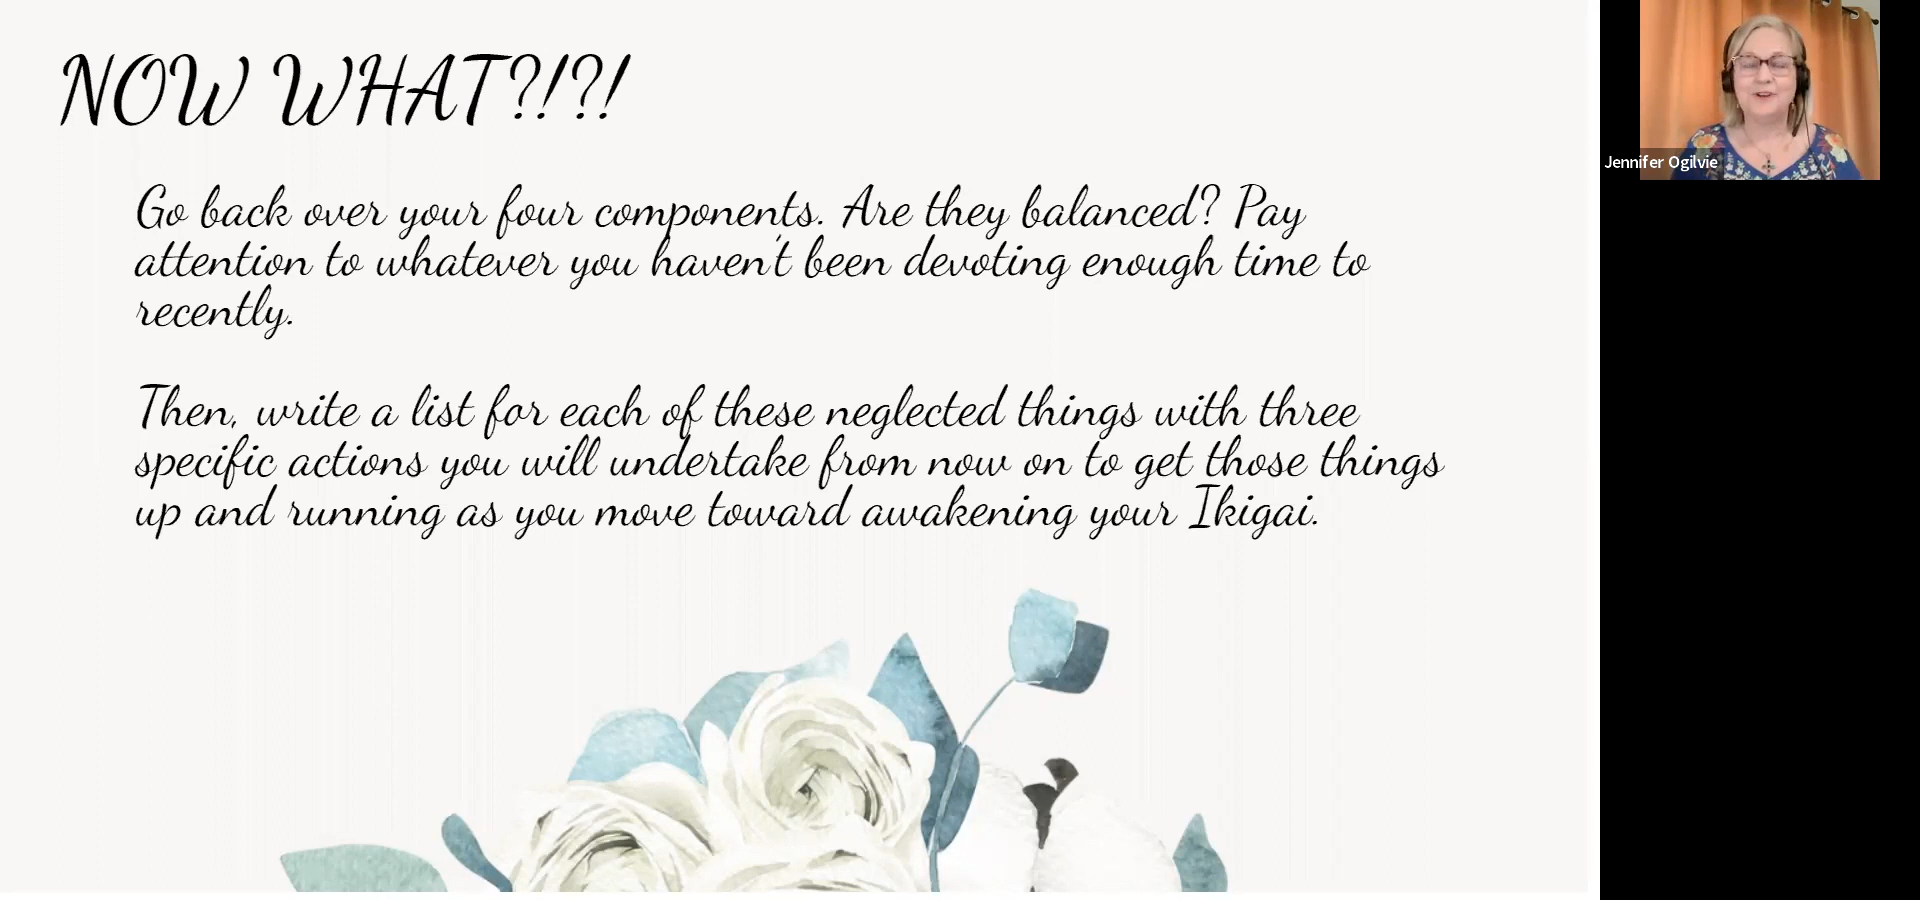 NOW WHAT?!?!
Go back over your four components. Are they balanced? Pay
attention to whatever you haven't been devoting enough time to
recently.
Then, write a list for each of these neglected things with three
specific actions you will undertake from now on to get those things
up and running as you move toward awakening your Ikigai.
Jennifer Ogilvie